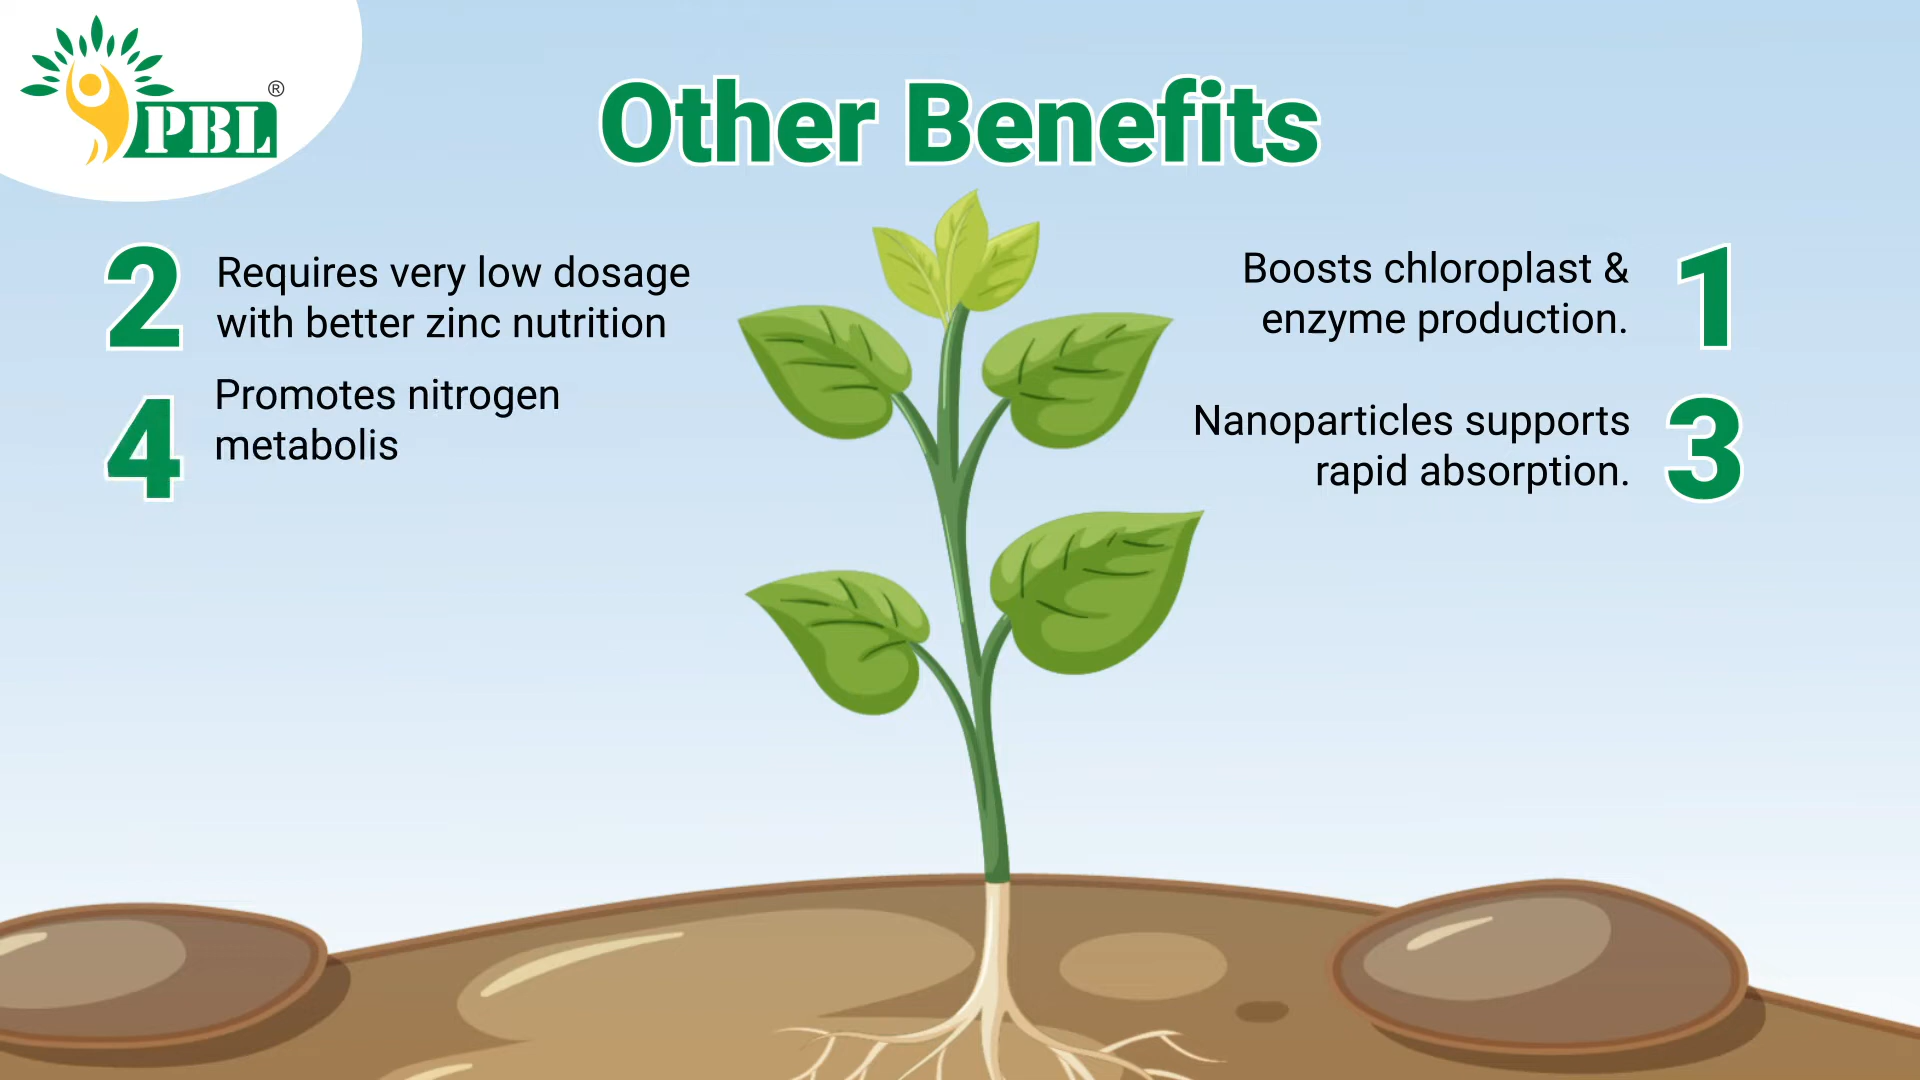 PBL®
Other Benefits
2
Requires very low dosage
with better zinc nutrition
4
Promotes nitrogen
metabolis
Boosts chloroplast &
enzyme production.
1
Nanoparticles supports
rapid absorption.
3